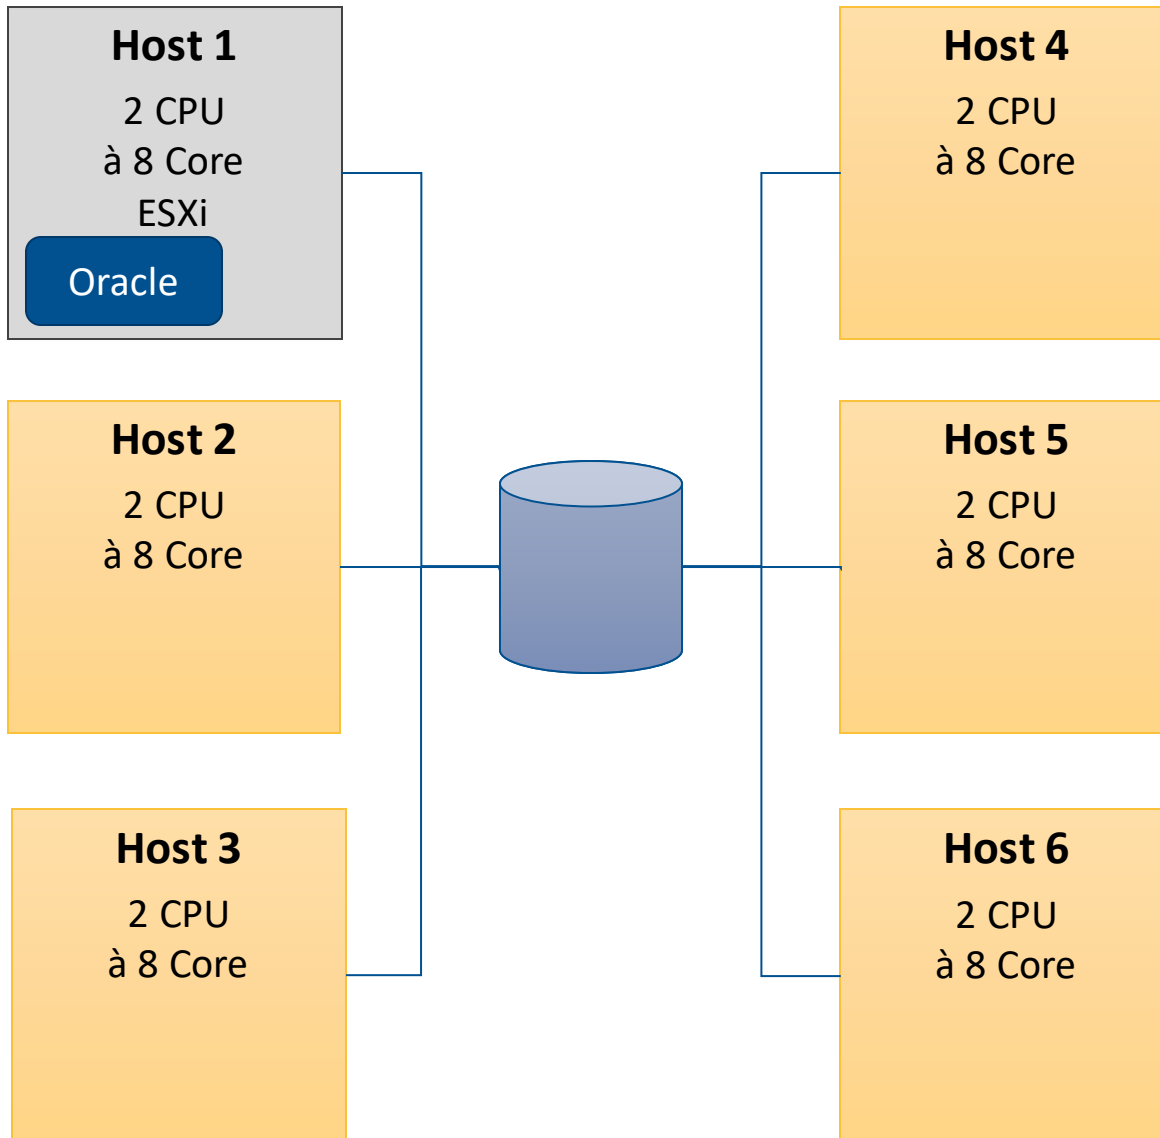 Host 1
2 CPU
à 8 Core
ESXi
Oracle
Host 2
2 CPU
à 8 Core
Host 3
2 CPU
à 8 Core
Host 4
2 CPU
à 8 Core
Host 5
2 CPU
à 8 Core
Host 6
2 CPU
à 8 Core